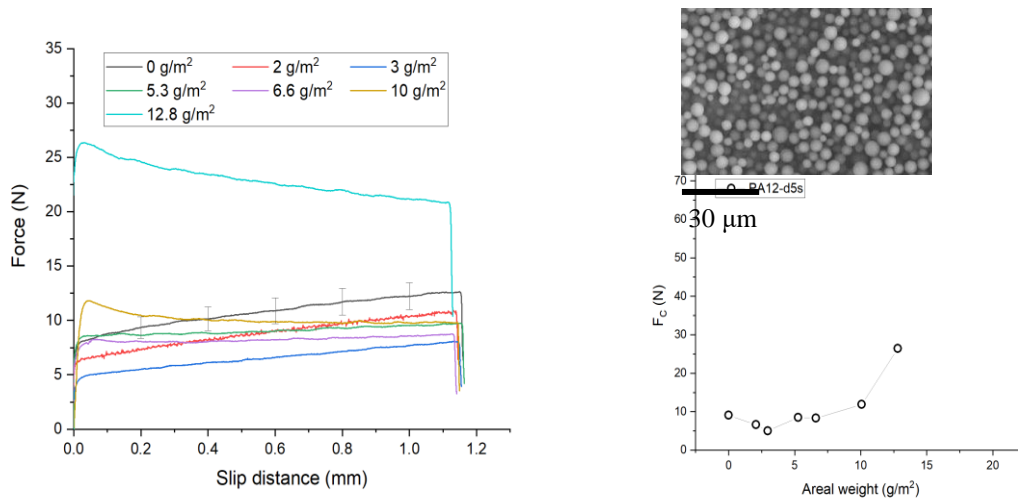 35
30
25
20
15
10
5
0
Force (N)
0 g/m²
2 g/m²
3 g/m²
5.3 g/m²
6.6 g/m²
10 g/m²
12.8 g/m²
0.0
0.2
0.4
0.6
0.8
1.0
1.2
Slip distance (mm)
30 μm
PA12-d5s
70
60
50
40
30
20
10
0
F_C (N)
0
5
10
15
20
Areal weight (g/m²)